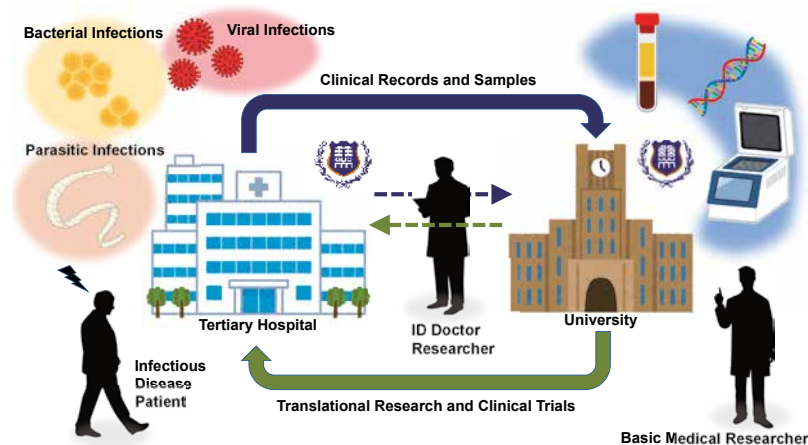 Bacterial Infections
Viral Infections
Clinical Records and Samples
Parasitic Infections
Tertiary Hospital
ID Doctor
Researcher
University
Infectious
Disease
Patient
Translational Research and Clinical Trials
Basic Medical Researcher